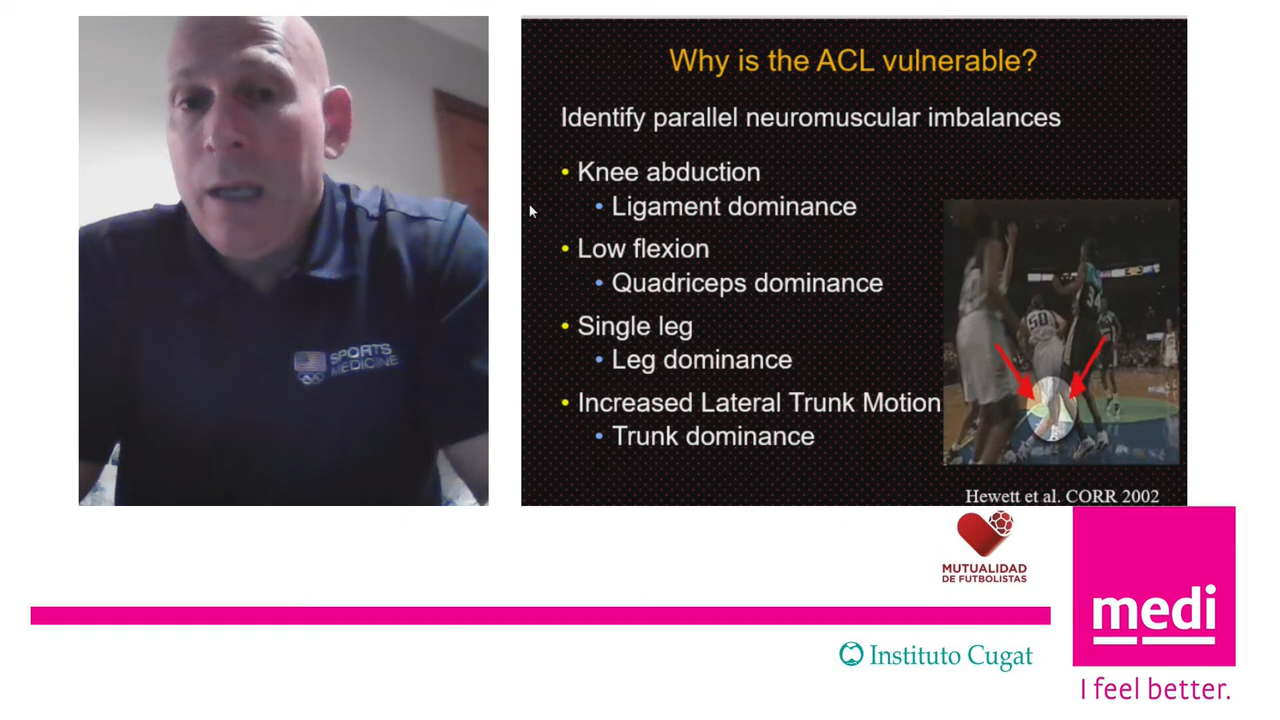 Why is the ACL vulnerable?
Identify parallel neuromuscular imbalances
• Knee abduction
• Ligament dominance
• Low flexion
• Quadriceps dominance
• Single leg
• Leg dominance
• Increased Lateral Trunk Motion
• Trunk dominance
50
34
Hewett et al. CORR 2002
SPORTS
MEDICINE
MUTUALIDAD
DE FUTBOLISTAS
medi
Instituto Cugat
I feel better.